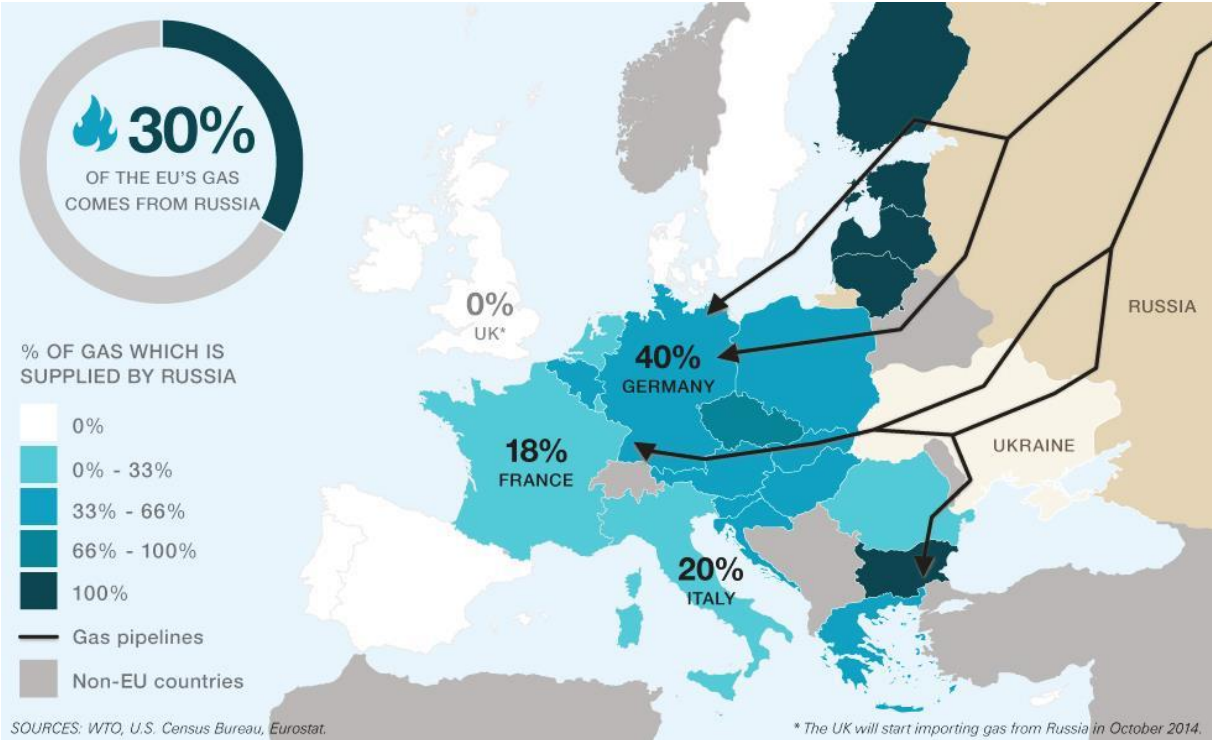 30%
OF THE EU'S GAS
COMES FROM RUSSIA
0%
UK*
RUSSIA
% OF GAS WHICH IS
SUPPLIED BY RUSSIA
0%
0% - 33%
33% - 66%
66% - 100%
100%
Gas pipelines
Non-EU countries
40%
GERMANY
18%
FRANCE
UKRAINE
20%
ITALY
SOURCES: WTO, U.S. Census Bureau, Eurostat.
* The UK will start importing gas from Russia in October 2014.